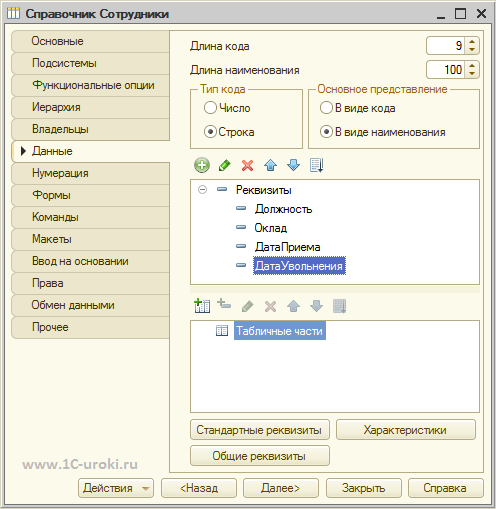 Справочник Сотрудники
Основные
Подсистемы
Функциональные опции
Иерархия
Владельцы
Данные
Нумерация
Формы
Команды
Макеты
Ввод на основании
Права
Обмен данными
Прочее
Длина кода 9
Длина наименования 100
Тип кода
Число
Строка
Основное представление
В виде кода
В виде наименования
Реквизиты
Должность
Оклад
ДатаПриема
ДатаУвольнения
Табличные части
Стандартные реквизиты Характеристики
Общие реквизиты
www.1C-uroki.ru
Действия <Назад Далее> Закрыть Справка